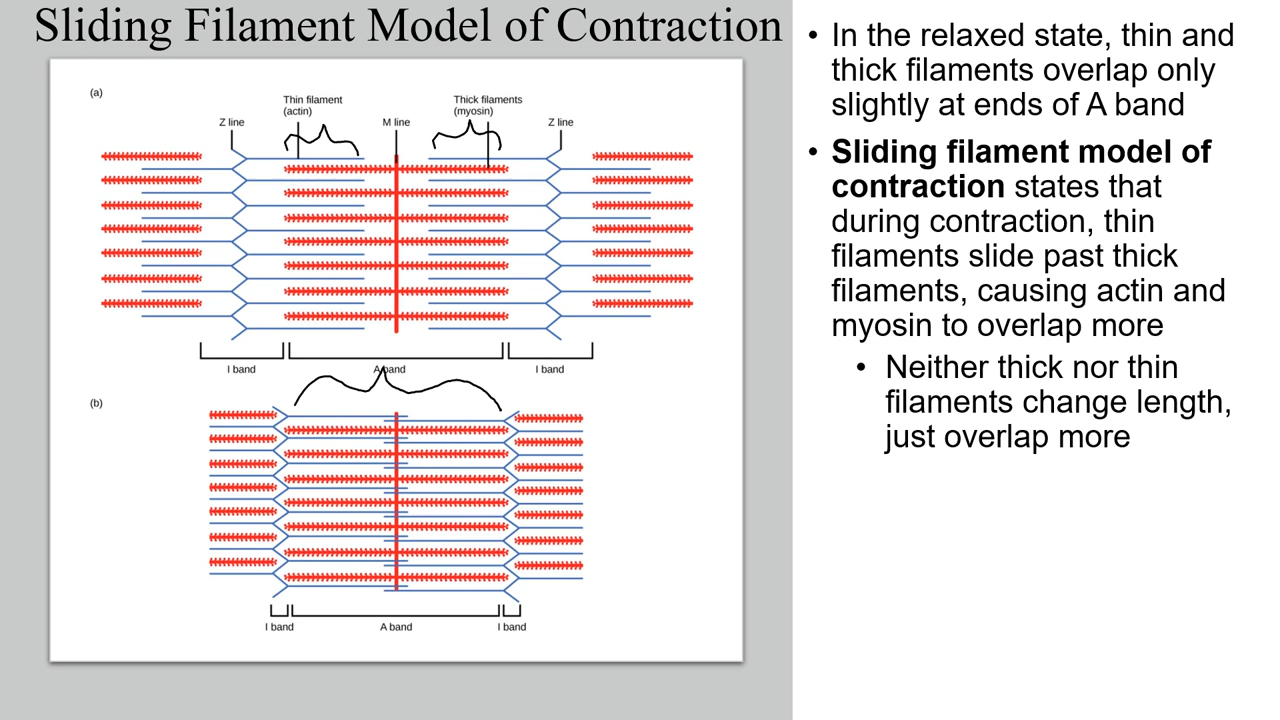 Sliding Filament Model of Contraction
(a)
Thin filament
(actin)
Thick filaments
(myosin)
Z line
M line
Z line
I band
A band
I band
(b)
I band
A band
I band
• In the relaxed state, thin and
thick filaments overlap only
slightly at ends of A band
• Sliding filament model of
contraction states that
during contraction, thin
filaments slide past thick
filaments, causing actin and
myosin to overlap more
• Neither thick nor thin
filaments change length,
just overlap more